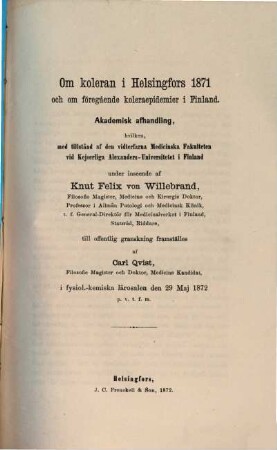 Om koleran i Helsingfors 1871
och om föregående koleraepidemier i Finland.
Akademisk afhandling,
hvilken,
med tillstånd af den vidterfarna Medicinska Fakulteten
vid Kejserliga Alexanders-Universitetet i Finland
under inseende af
Knut Felix von Willebrand,
Filosofie Magister, Medicine och Kirurgie Doktor,
Professor i Allmän Patologi och Medicinsk Klinik,
t. f. General-Direktör för Medicinalverket i Finland,
Statsråd, Riddare,
till offentlig granskning framställes
af
Carl Qvist,
Filosofie Magister och Doktor, Medicine Kandidat,
i fysiol.-kemiska lärosalen den 29 Maj 1872
p. v. t. f. m.
Helsingfors,
J. C. Frenckell & Son, 1872.